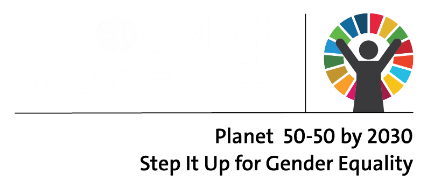 Planet 50-50 by 2030
Step It Up for Gender Equality